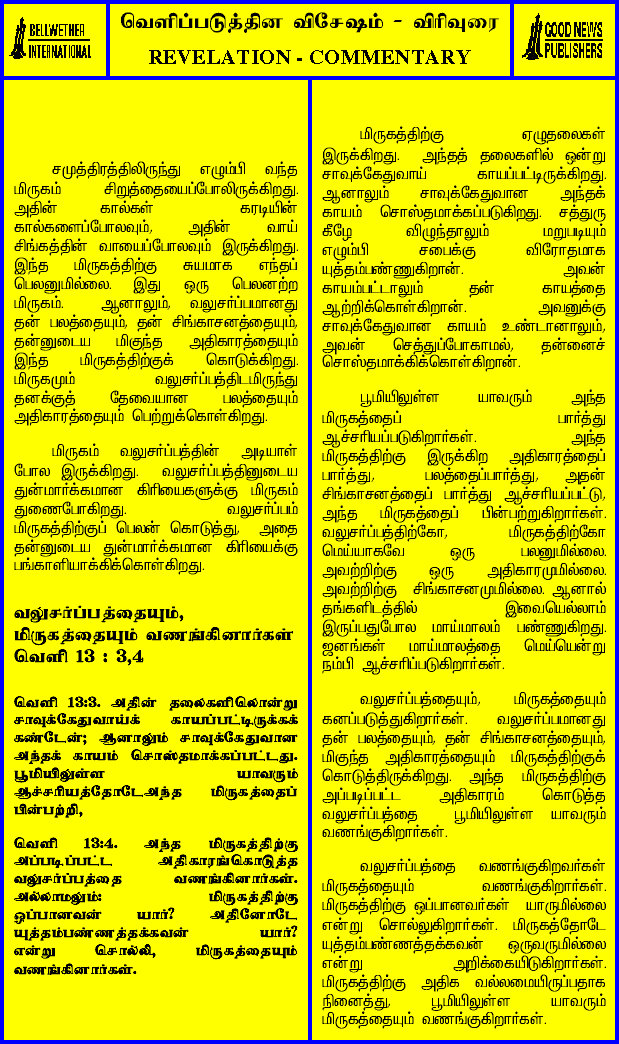 BELLWETHER
INTERNATIONAL
வெளிப்படுத்தின விசேஷம் - விரிவுரை
REVELATION - COMMENTARY
GOOD NEWS
PUBLISHERS
சமுத்திரத்திலிருந்து எழும்பி வந்த
மிருகம் சிறுத்தையைப்போலிருக்கிறது.
அதின் கால்கள் கரடியின்
கால்களைப்போலவும், அதின் வாய்
சிங்கத்தின் வாயைப்போலவும் இருக்கிறது.
இந்த மிருகத்திற்கு சுயமாக எந்தப்
பெலனுமில்லை. இது ஒரு பெலனற்ற
மிருகம். ஆனாலும், வலுசர்ப்பமானது
தன் பலத்தையும், தன் சிங்காசனத்தையும்,
தன்னுடைய மிகுந்த அதிகாரத்தையும்
இந்த மிருகத்திற்குக் கொடுக்கிறது.
மிருகமும் வலுசர்ப்பத்திடமிருந்து
தனக்குத் தேவையான பலத்தையும்
அதிகாரத்தையும் பெற்றுக்கொள்கிறது.
மிருகம் வலுசர்ப்பத்தின் அடியாள்
போல இருக்கிறது. வலுசர்ப்பத்தினுடைய
துன்மார்க்கமான கிரியைகளுக்கு மிருகம்
துணைபோகிறது. வலுசர்ப்பம்
மிருகத்திற்குப் பெலன் கொடுத்து, அதை
தன்னுடைய துன்மார்க்கமான கிரியைக்கு
பங்காளியாக்கிக்கொள்கிறது.
வலுசர்ப்பத்தையும்,
மிருகத்தையும் வணங்கினார்கள்
வெளி 13 : 3,4
வெளி 13:3. அதின் தலைகளிலொன்று
சாவுக்கேதுவாய்க் காயப்பட்டிருக்கக்
கண்டேன்; ஆனாலும் சாவுக்கேதுவான
அந்தக் காயம் சொஸ்தமாக்கப்பட்டது.
பூமியிலுள்ள யாவரும்
ஆச்சரியத்தோடேஅந்த மிருகத்தைப்
பின்பற்றி,
வெளி 13:4. அந்த மிருகத்திற்கு
அப்படிப்பட்ட அதிகாரங்கொடுத்த
வலுசர்ப்பத்தை வணங்கினார்கள்.
அல்லாமலும்: மிருகத்திற்கு
ஒப்பானவன் யார்? அதினோடே
யுத்தம்பண்ணத்தக்கவன் யார்?
என்று சொல்லி, மிருகத்தையும்
வணங்கினார்கள்.
மிருகத்திற்கு ஏழுதலைகள்
இருக்கிறது. அந்தத் தலைகளில் ஒன்று
சாவுக்கேதுவாய் காயப்பட்டிருக்கிறது.
ஆனாலும் சாவுக்கேதுவான அந்தக்
காயம் சொஸ்தமாக்கப்படுகிறது. சத்துரு
கீழே விழுந்தாலும் மறுபடியும்
எழும்பி சபைக்கு விரோதமாக
யுத்தம்பண்ணுகிறான். அவன்
காயம்பட்டாலும் தன் காயத்தை
ஆற்றிக்கொள்கிறான். அவனுக்கு
சாவுக்கேதுவான காயம் உண்டானாலும்,
அவன் செத்துப்போகாமல், தன்னைச்
சொஸ்தமாக்கிக்கொள்கிறான்.
பூமியிலுள்ள யாவரும் அந்த
மிருகத்தைப் பார்த்து
ஆச்சரியப்படுகிறார்கள். அந்த
மிருகத்திற்கு இருக்கிற அதிகாரத்தைப்
பார்த்து, பலத்தைப்பார்த்து, அதன்
சிங்காசனத்தைப் பார்த்து ஆச்சரியப்பட்டு,
அந்த மிருகத்தைப் பின்பற்றுகிறார்கள்.
வலுசர்ப்பத்திற்கோ, மிருகத்திற்கோ
மெய்யாகவே ஒரு பலனுமில்லை.
அவற்றிற்கு ஒரு அதிகாரமுமில்லை.
அவற்றிற்கு சிங்காசனமுமில்லை. ஆனால்
தங்களிடத்தில் இவையெல்லாம்
இருப்பதுபோல மாய்மாலம் பண்ணுகிறது.
ஜனங்கள் மாய்மாலத்தை மெய்யென்று
நம்பி ஆச்சரிப்படுகிறார்கள்.
வலுசர்ப்பத்தையும், மிருகத்தையும்
கனப்படுத்துகிறார்கள். வலுசர்ப்பமானது
தன் பலத்தையும், தன் சிங்காசனத்தையும்,
மிகுந்த அதிகாரத்தையும் மிருகத்திற்குக்
கொடுத்திருக்கிறது. அந்த மிருகத்திற்கு
அப்படிப்பட்ட அதிகாரம் கொடுத்த
வலுசர்ப்பத்தை பூமியிலுள்ள யாவரும்
வணங்குகிறார்கள்.
வலுசர்ப்பத்தை வணங்குகிறவர்கள்
மிருகத்தையும் வணங்குகிறார்கள்.
மிருகத்திற்கு ஒப்பானவர்கள் யாருமில்லை
என்று சொல்லுகிறார்கள். மிருகத்தோடே
யுத்தம்பண்ணத்தக்கவன் ஒருவருமில்லை
என்று அறிக்கையிடுகிறார்கள்.
மிருகத்திற்கு அதிக வல்லமையிருப்பதாக
நினைத்து, பூமியிலுள்ள யாவரும்
மிருகத்தையும் வணங்குகிறார்கள்.